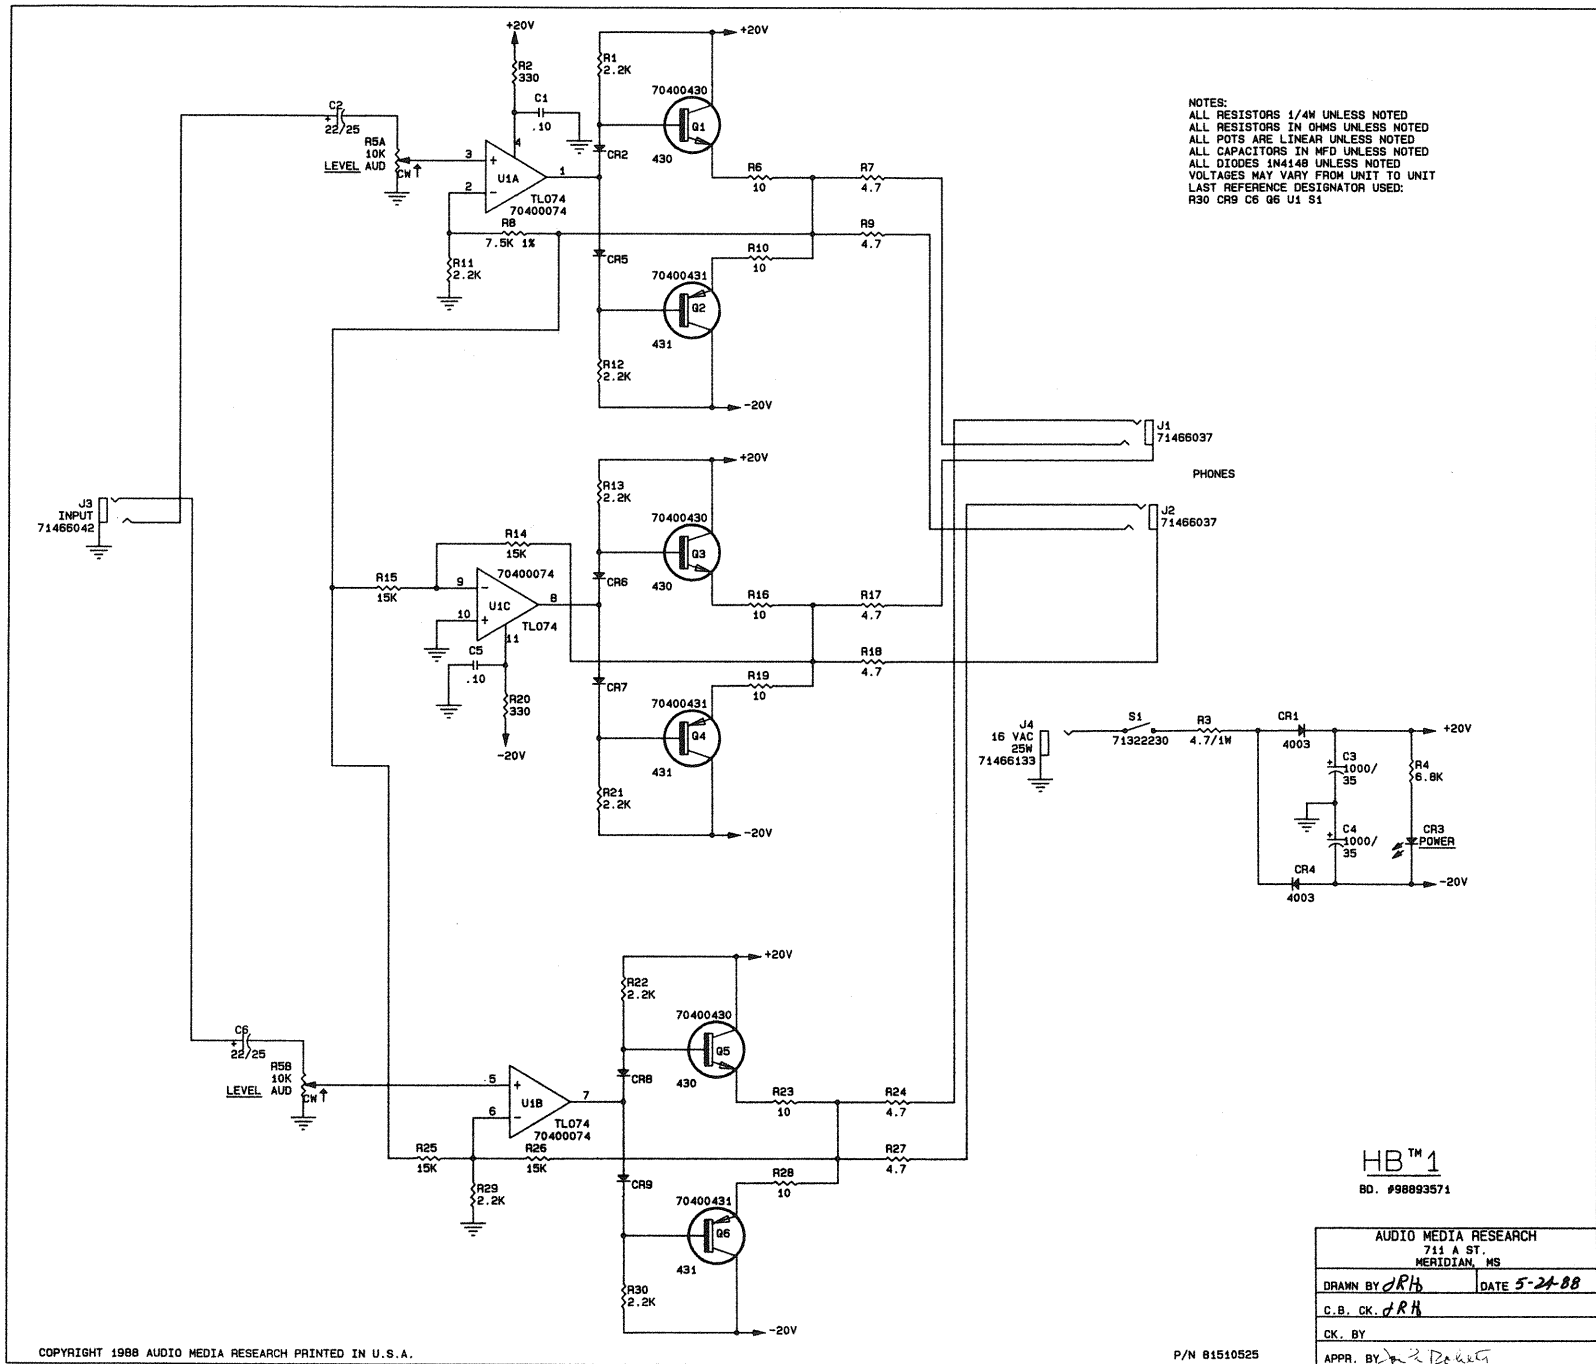 +20V
R2
330
C1
.10
4
C2
+
22/25
R5A
10K
LEVEL AUD
CW ↑
3
+
2
−
U1A
1
TL074
70400074
R8
7.5K 1%
R11
2.2K
R1
2.2K
+20V
70400430
Q1
430
CR2
R6
10
R7
4.7
R9
4.7
R10
10
CR5
70400431
Q2
431
R12
2.2K
-20V
NOTES:
ALL RESISTORS 1/4W UNLESS NOTED
ALL RESISTORS IN OHMS UNLESS NOTED
ALL POTS ARE LINEAR UNLESS NOTED
ALL CAPACITORS IN MFD UNLESS NOTED
ALL DIODES 1N4148 UNLESS NOTED
VOLTAGES MAY VARY FROM UNIT TO UNIT
LAST REFERENCE DESIGNATOR USED:
R30 CR9 C6 Q6 U1 S1
J3
INPUT
71466042
+20V
R13
2.2K
70400430
Q3
430
R14
15K
70400074
R15
15K
9
−
10
+
U1C
8
TL074
11
C5
.10
R20
330
-20V
CR6
R16
10
R17
4.7
R18
4.7
R19
10
CR7
70400431
Q4
431
R21
2.2K
-20V
J1
71466037
PHONES
J2
71466037
J4
16 VAC
25W
71466133
S1
71322230
R3
4.7/1W
CR1
4003
+20V
+
C3
1000/
35
R4
6.8K
+
C4
1000/
35
CR3
POWER
CR4
4003
-20V
+20V
R22
2.2K
70400430
Q5
430
C6
+
22/25
R5B
10K
LEVEL AUD
CW ↑
5
+
6
−
U1B
7
TL074
70400074
CR8
R23
10
R24
4.7
R25
15K
R26
15K
R27
4.7
R29
2.2K
CR9
R28
10
70400431
Q6
431
R30
2.2K
-20V
HB™ 1
BD. #98893571
AUDIO MEDIA RESEARCH
711 A ST.
MERIDIAN, MS
DRAWN BY JRH DATE 5-24-88
C.B. CK. JRH
CK. BY
APPR. BY
COPYRIGHT 1988 AUDIO MEDIA RESEARCH PRINTED IN U.S.A.
P/N 81510525